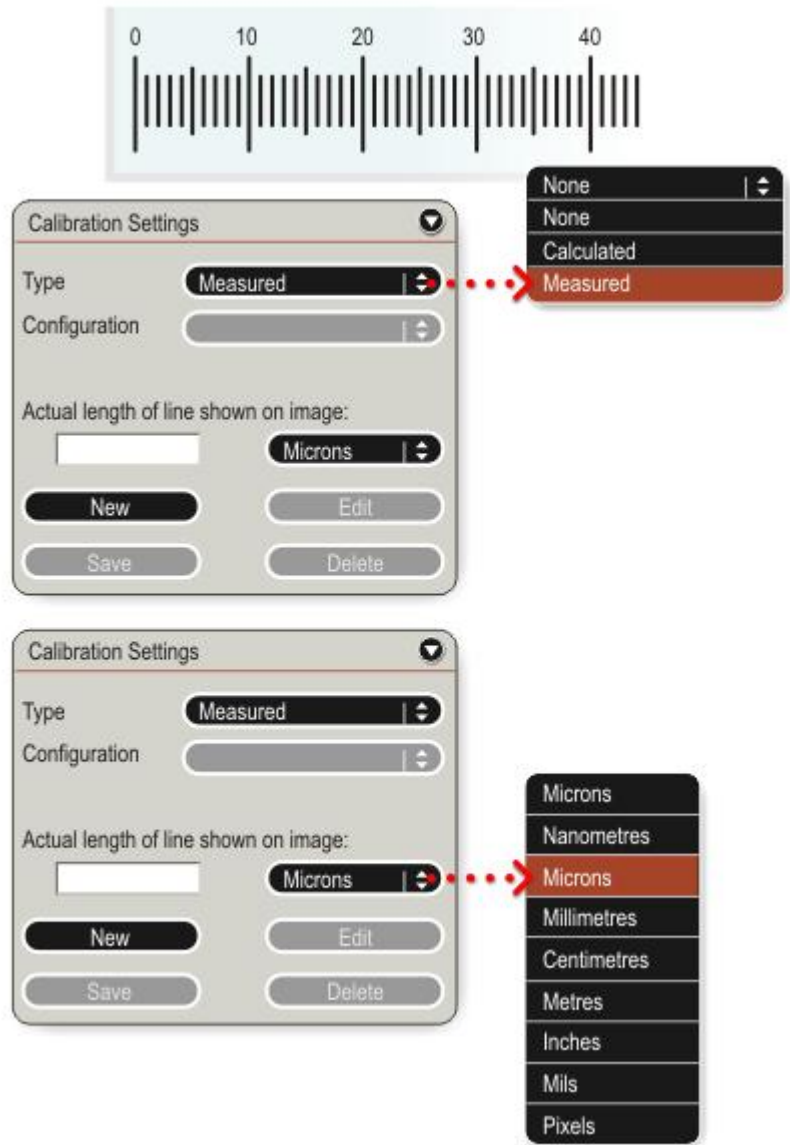 0 10 20 30 40
None
None
Calculated
Measured
Calibration Settings
Type Measured
Configuration
Actual length of line shown on image:
Microns
New Edit
Save Delete
Calibration Settings
Type Measured
Configuration
Actual length of line shown on image:
Microns
New Edit
Save Delete
Microns
Nanometres
Microns
Millimetres
Centimetres
Metres
Inches
Mils
Pixels